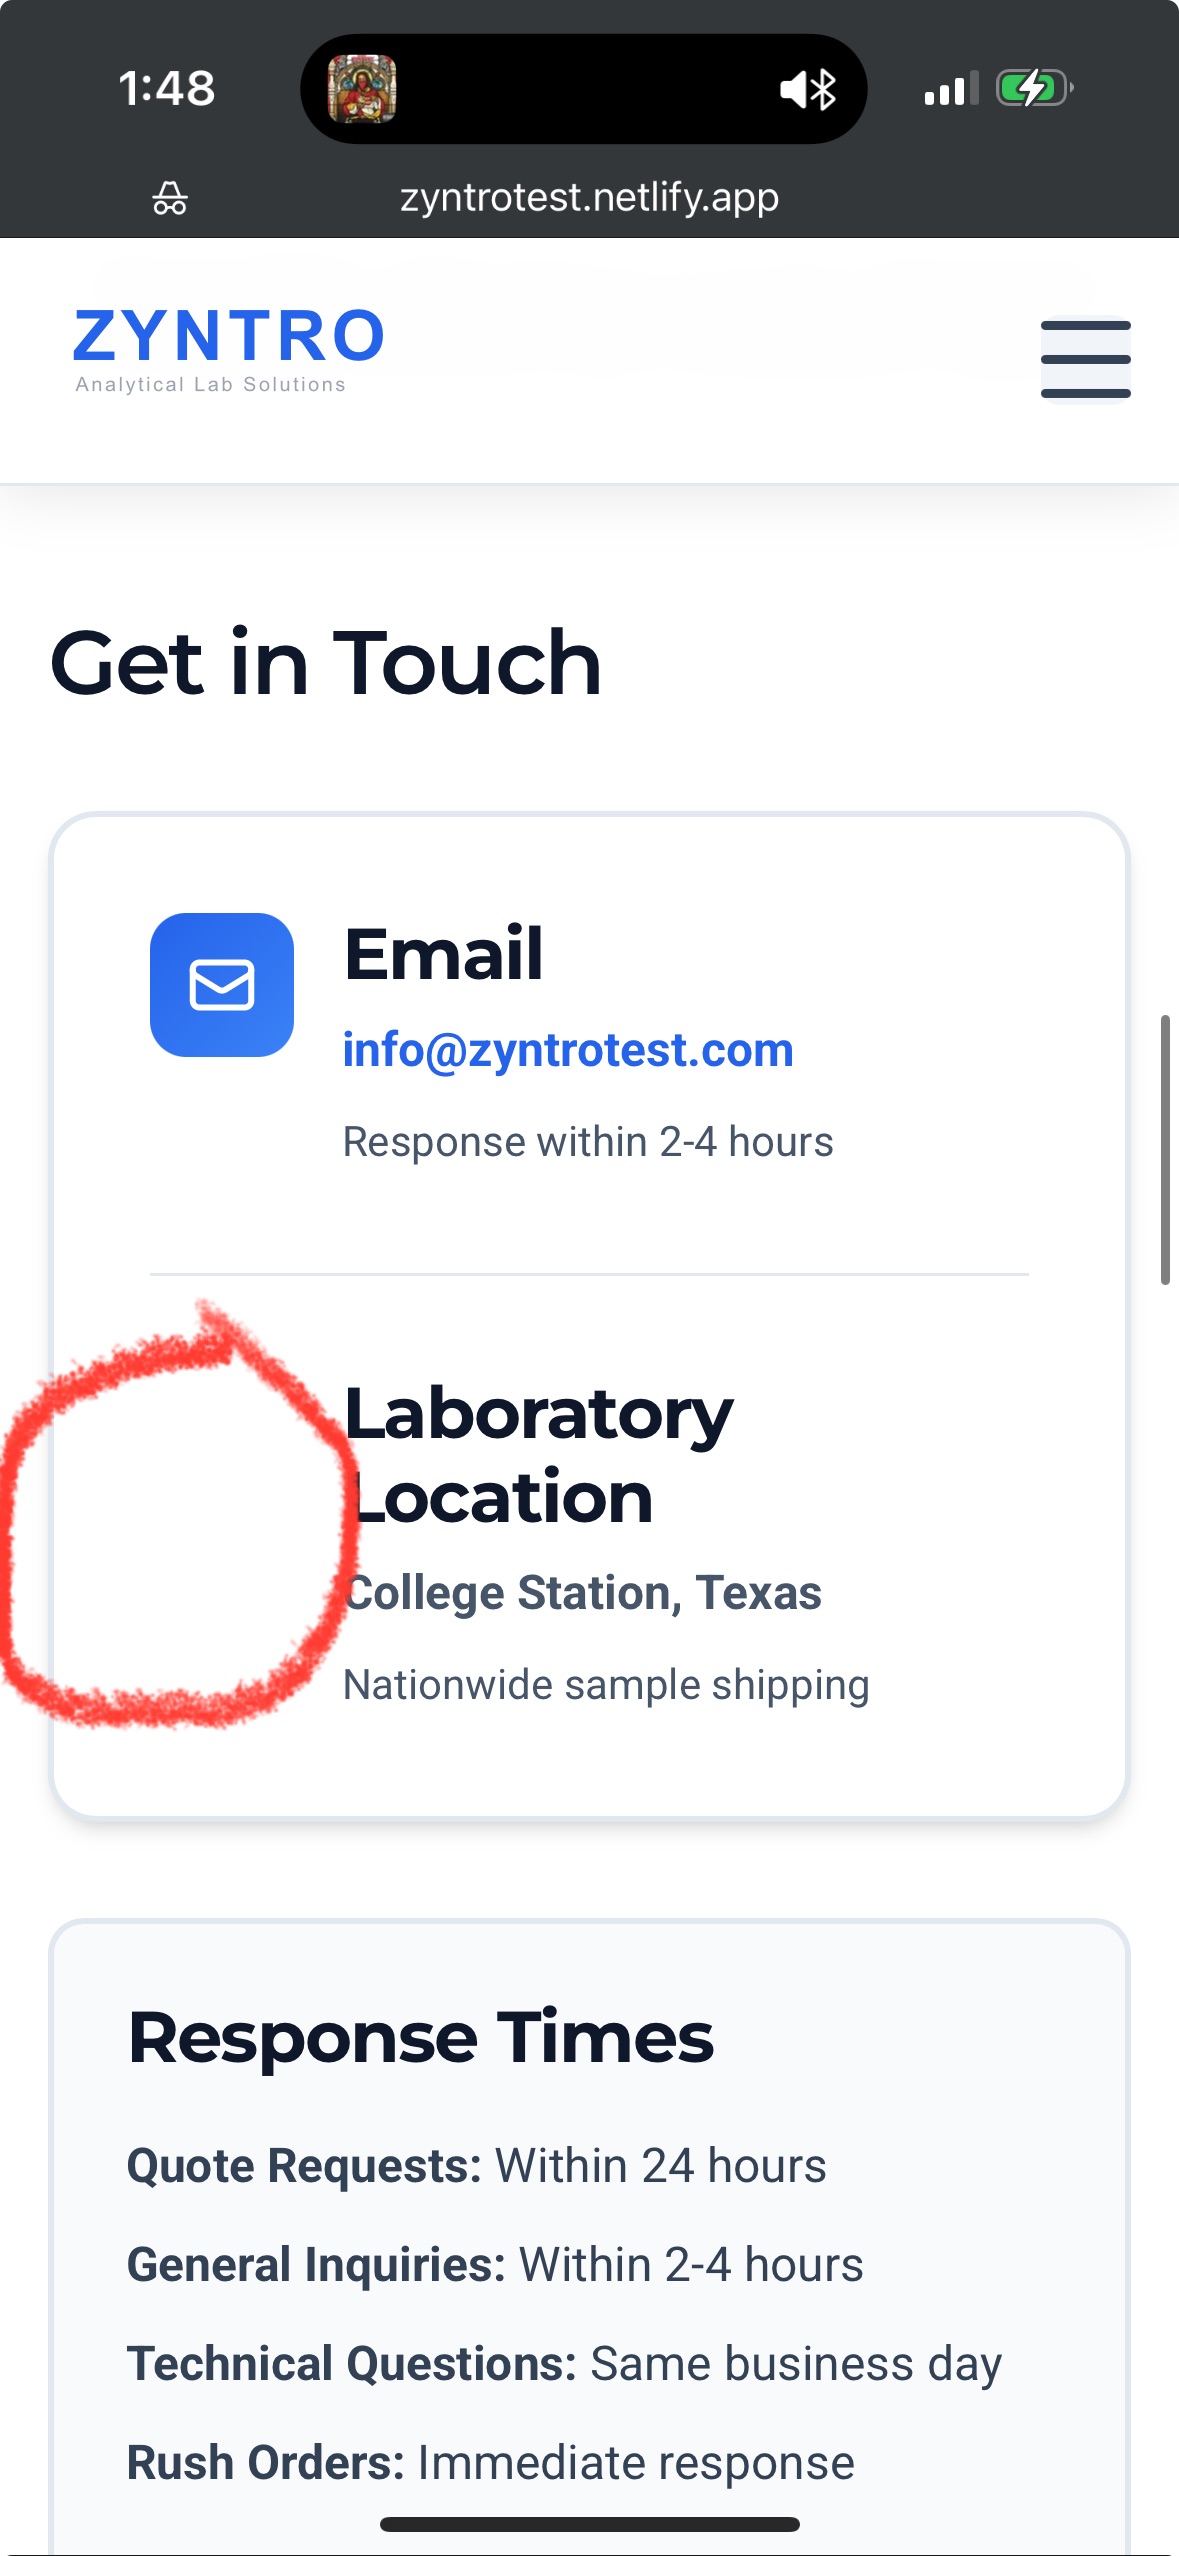 1:48
zyntrotest.netlify.app
ZYNTRO
Analytical Lab Solutions
Get in Touch
Email
info@zyntrotest.com
Response within 2-4 hours
Laboratory
Location
College Station, Texas
Nationwide sample shipping
Response Times
Quote Requests: Within 24 hours
General Inquiries: Within 2-4 hours
Technical Questions: Same business day
Rush Orders: Immediate response